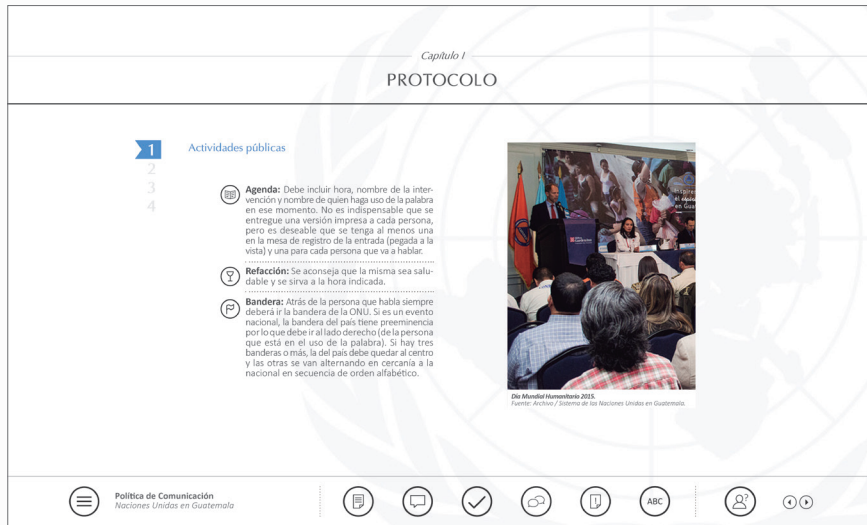 Capítulo I
PROTOCOLO
1
2
3
4
Actividades públicas
Agenda: Debe incluir hora, nombre de la inter-
vención y nombre de quien haga uso de la palabra
en ese momento. No es indispensable que se
entregue una versión impresa a cada persona,
pero es deseable que se tenga al menos una
en la mesa de registro de la entrada (pegada a la
vista) y una para cada persona que va a hablar.
Refacción: Se aconseja que la misma sea salu-
dable y se sirva a la hora indicada.
Bandera: Atrás de la persona que habla siempre
deberá ir la bandera de la ONU. Si es un evento
nacional, la bandera del país tiene preeminencia
por lo que debe ir al lado derecho (de la persona
que está en el uso de la palabra). Si hay tres
banderas o más, la del país debe quedar al centro
y las otras se van alternando en cercanía a la
nacional en secuencia de orden alfabético.
Día Mundial Humanitario 2015.
Fuente: Archivo / Sistema de las Naciones Unidas en Guatemala.
Política de Comunicación
Naciones Unidas en Guatemala
ABC